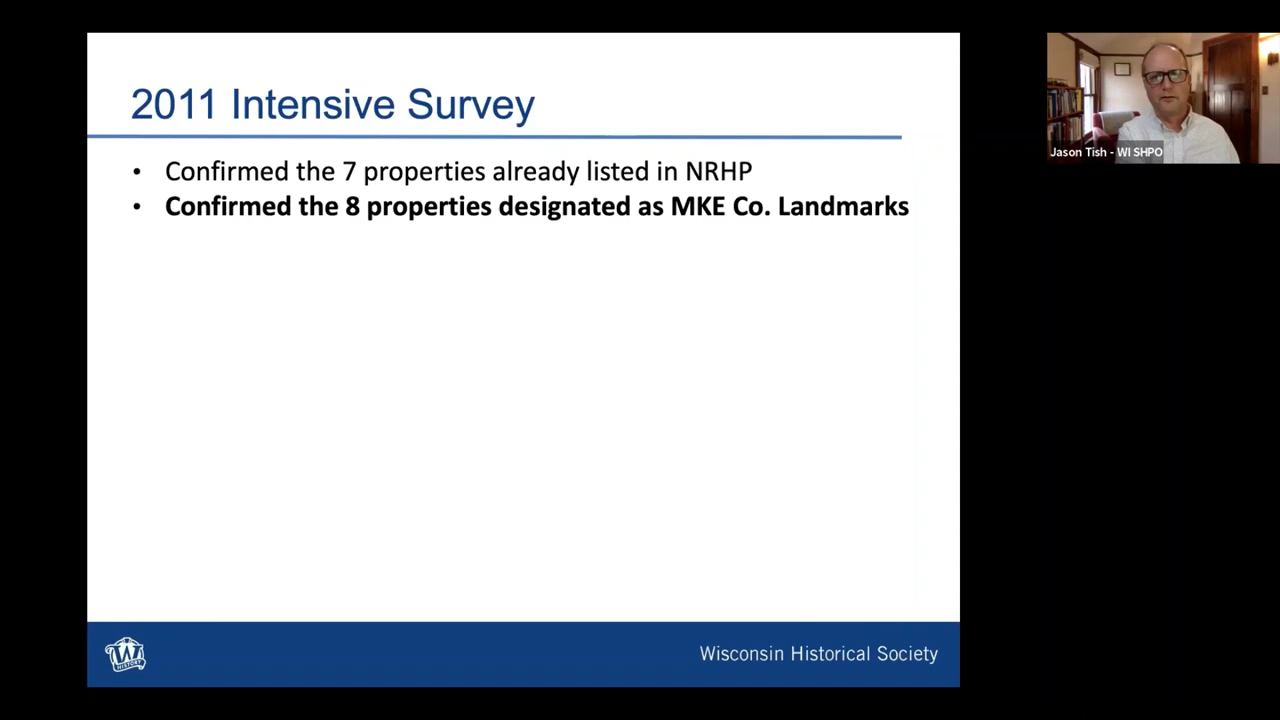 2011 Intensive Survey
• Confirmed the 7 properties already listed in NRHP
• Confirmed the 8 properties designated as MKE Co. Landmarks
Jason Tish - WI SHPO
W
HISTORY
Wisconsin Historical Society